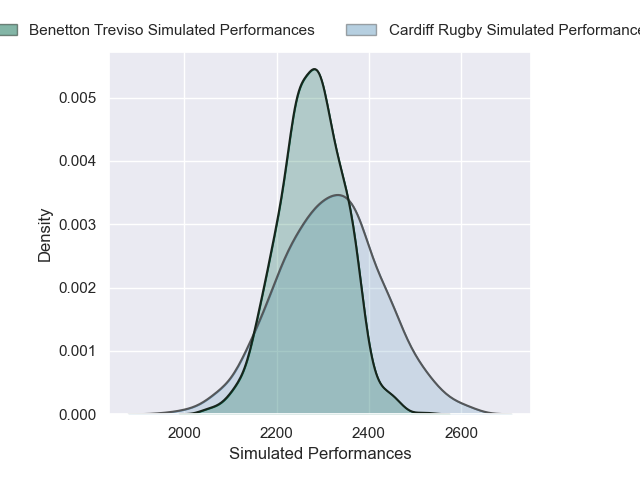 Benetton Treviso Simulated Performances
Cardiff Rugby Simulated Performance
0.005
0.004
0.003
0.002
0.001
0.000
Density
2000 2200 2400 2600
Simulated Performances